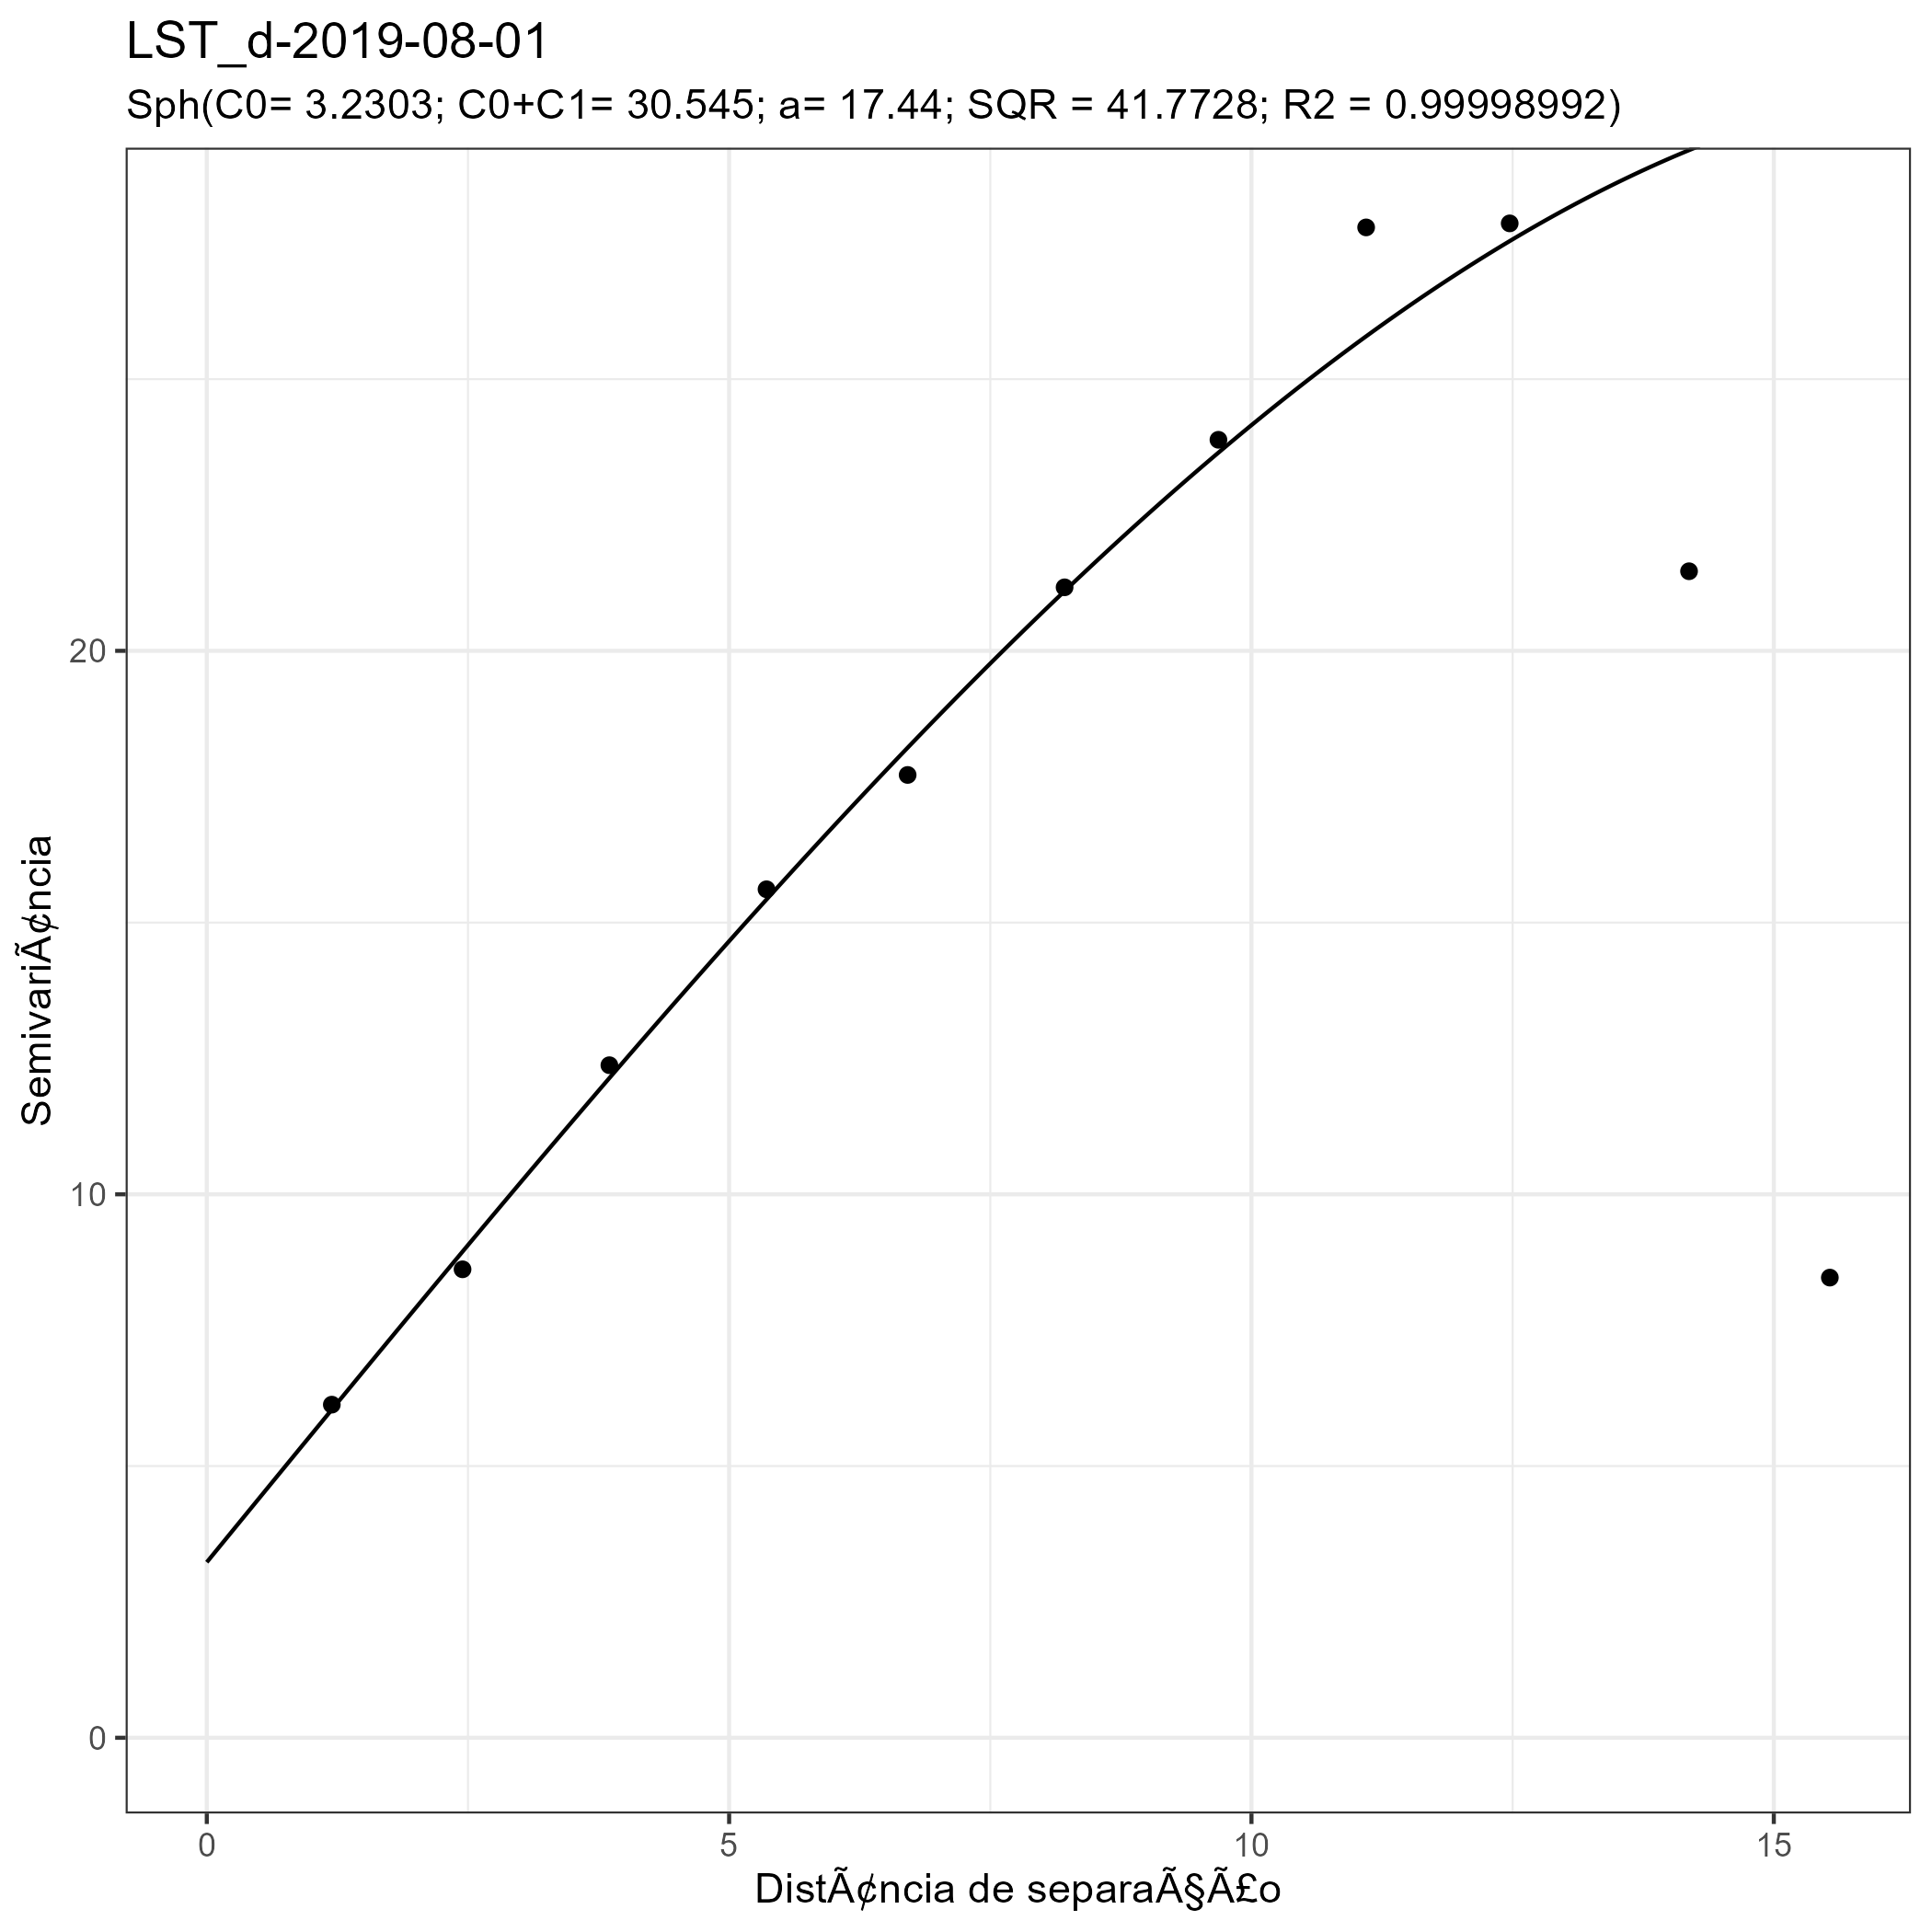 LST_d-2019-08-01
Sph(C0= 3.2303; C0+C1= 30.545; a= 17.44; SQR = 41.7728; R2 = 0.99998992)
SemivariÃ¢ncia
20
10
0
0 5 10 15
DistÃ¢ncia de separaÃ§Ã£o